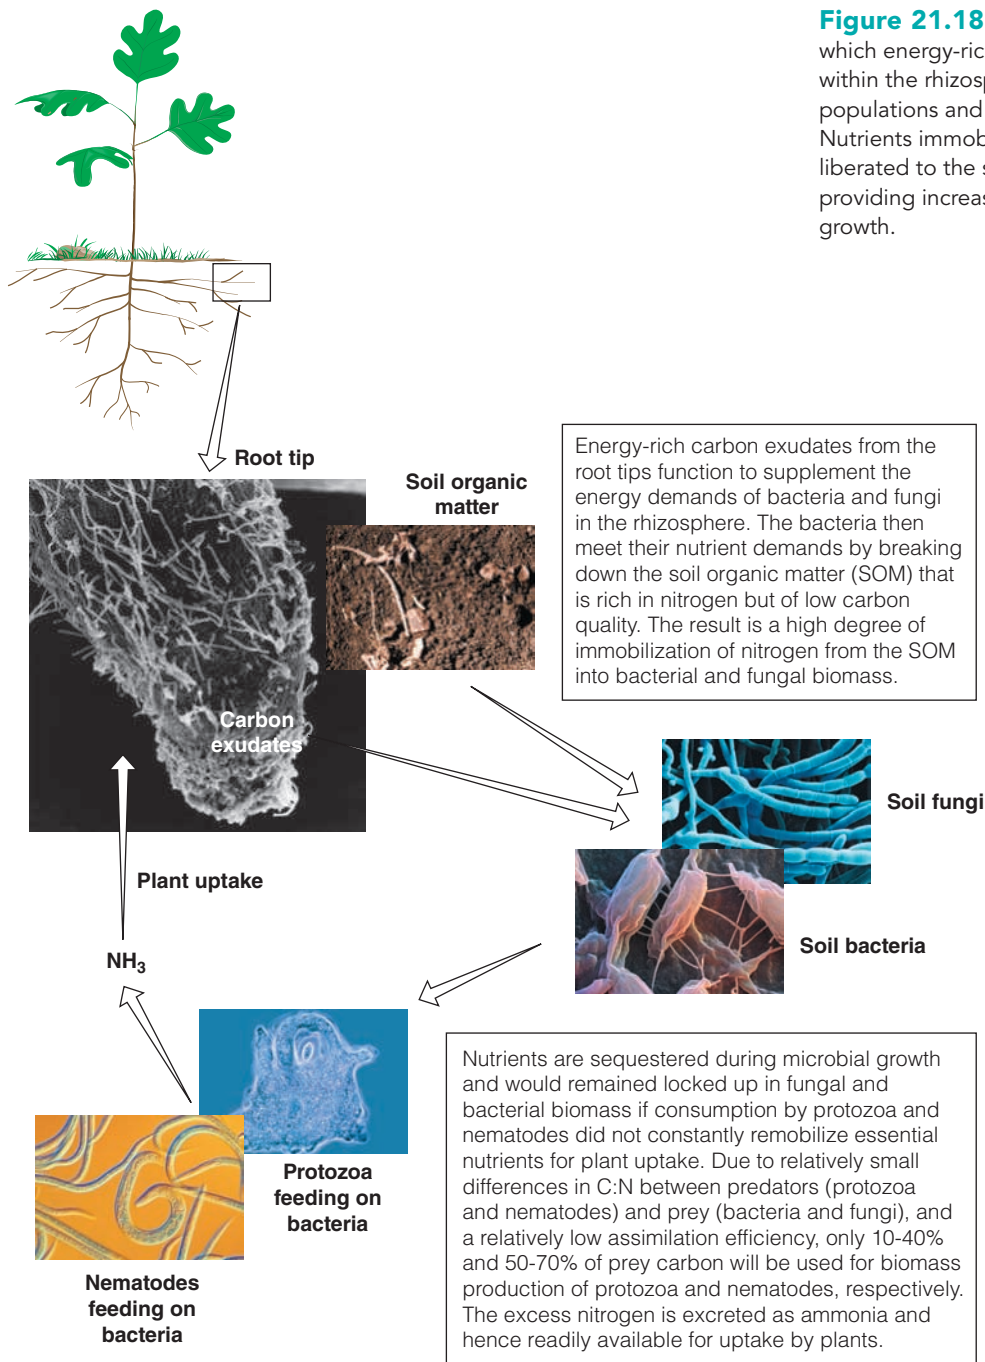 Figure 21.18
which energy-ric
within the rhizosp
populations and
Nutrients immob
liberated to the s
providing increas
growth.
Root tip
Soil organic
matter
Energy-rich carbon exudates from the
root tips function to supplement the
energy demands of bacteria and fungi
in the rhizosphere. The bacteria then
meet their nutrient demands by breaking
down the soil organic matter (SOM) that
is rich in nitrogen but of low carbon
quality. The result is a high degree of
immobilization of nitrogen from the SOM
into bacterial and fungal biomass.
Carbon
exudates
Soil fungi
Plant uptake
Soil bacteria
NH₃
Protozoa
feeding on
bacteria
Nematodes
feeding on
bacteria
Nutrients are sequestered during microbial growth
and would remained locked up in fungal and
bacterial biomass if consumption by protozoa and
nematodes did not constantly remobilize essential
nutrients for plant uptake. Due to relatively small
differences in C:N between predators (protozoa
and nematodes) and prey (bacteria and fungi), and
a relatively low assimilation efficiency, only 10-40%
and 50-70% of prey carbon will be used for biomass
production of protozoa and nematodes, respectively.
The excess nitrogen is excreted as ammonia and
hence readily available for uptake by plants.